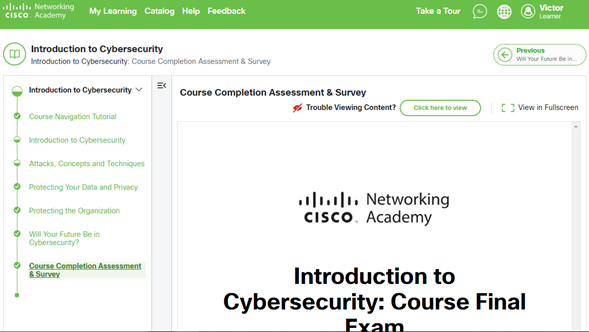 Networking
CISCO. Academy
My Learning Catalog Help Feedback
Take a Tour
Victor
Learner
Introduction to Cybersecurity
Introduction to Cybersecurity: Course Completion Assessment & Survey
Previous
Will Your Future Be in...
Introduction to Cybersecurity
Course Navigation Tutorial
Introduction to Cybersecurity
Attacks, Concepts and Techniques
Protecting Your Data and Privacy
Protecting the Organization
Will Your Future Be in
Cybersecurity?
Course Completion Assessment
& Survey
Course Completion Assessment & Survey
Trouble Viewing Content? Click here to view
View in Fullscreen
Networking
CISCO. Academy
Introduction to
Cybersecurity: Course Final
Exam